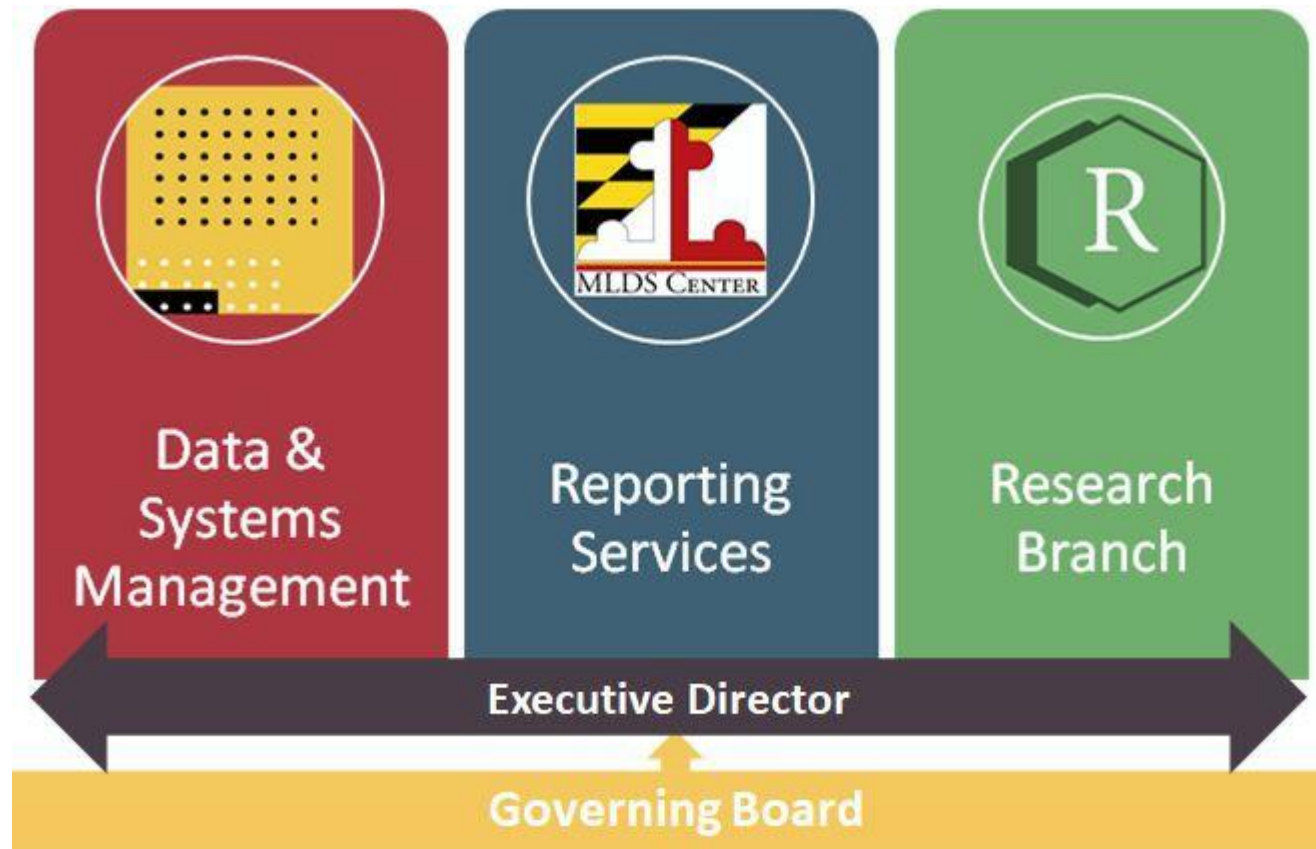 Data &
Systems
Management
MLDS CENTER
Reporting
Services
R
Research
Branch
Executive Director
Governing Board